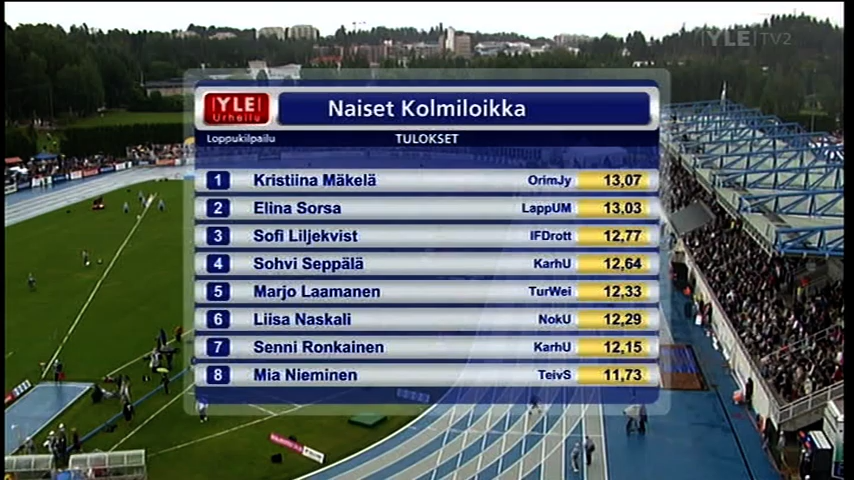 YLE TV2
YLE
Urheilu
Naiset Kolmiloikka
Loppukilpailu TULOKSET
1 Kristiina Mäkelä OrimJy 13,07
2 Elina Sorsa LappUM 13,03
3 Sofi Liljekvist IFDrott 12,77
4 Sohvi Seppälä KarhU 12,64
5 Marjo Laamanen TurWei 12,33
6 Liisa Naskali NokU 12,29
7 Senni Ronkainen KarhU 12,15
8 Mia Nieminen TeivS 11,73